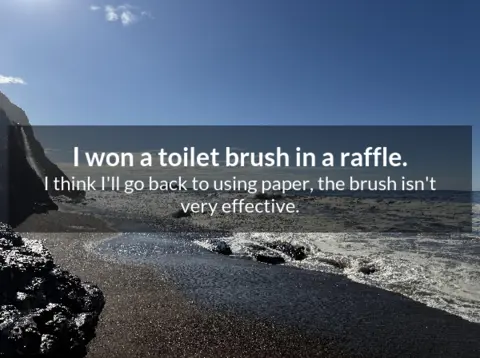 I won a toilet brush in a raffle.
I think I'll go back to using paper, the brush isn't
very effective.